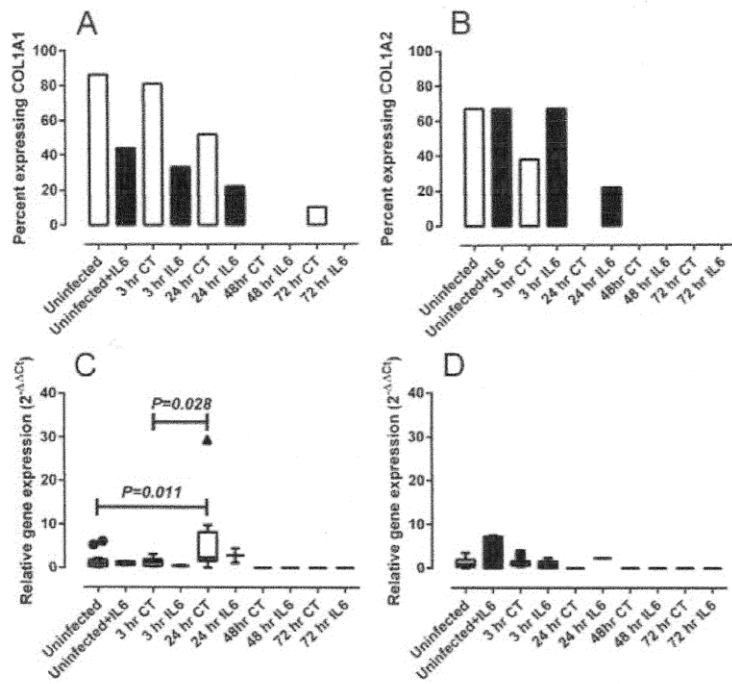 A
Percent expressing COL1A1
100
80
60
40
20
0
Uninfected
Uninfected+IL6
3 hr CT
3 hr IL6
24 hr CT
24 hr IL6
48hr CT
48 hr IL6
72 hr CT
72 hr IL6
B
Percent expressing COL1A2
100
80
60
40
20
0
Uninfected
Uninfected+IL6
3 hr CT
3 hr IL6
24 hr CT
24 hr IL6
48hr CT
48 hr IL6
72 hr CT
72 hr IL6
C
Relative gene expression (2^-ΔΔCt)
40
30
20
10
0
P=0.028
P=0.011
Uninfected
Uninfected+IL6
3 hr CT
3 hr IL6
24 hr CT
24 hr IL6
48hr CT
48 hr IL6
72 hr CT
72 hr IL6
D
Relative gene expression (2^-ΔΔCt)
40
30
20
10
0
Uninfected
Uninfected+IL6
3 hr CT
3 hr IL6
24 hr CT
24 hr IL6
48hr CT
48 hr IL6
72 hr CT
72 hr IL6